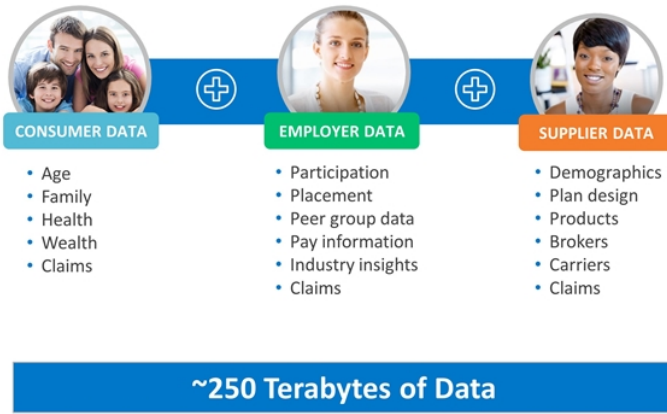 CONSUMER DATA
• Age
• Family
• Health
• Wealth
• Claims
EMPLOYER DATA
• Participation
• Placement
• Peer group data
• Pay information
• Industry insights
• Claims
SUPPLIER DATA
• Demographics
• Plan design
• Products
• Brokers
• Carriers
• Claims
~250 Terabytes of Data